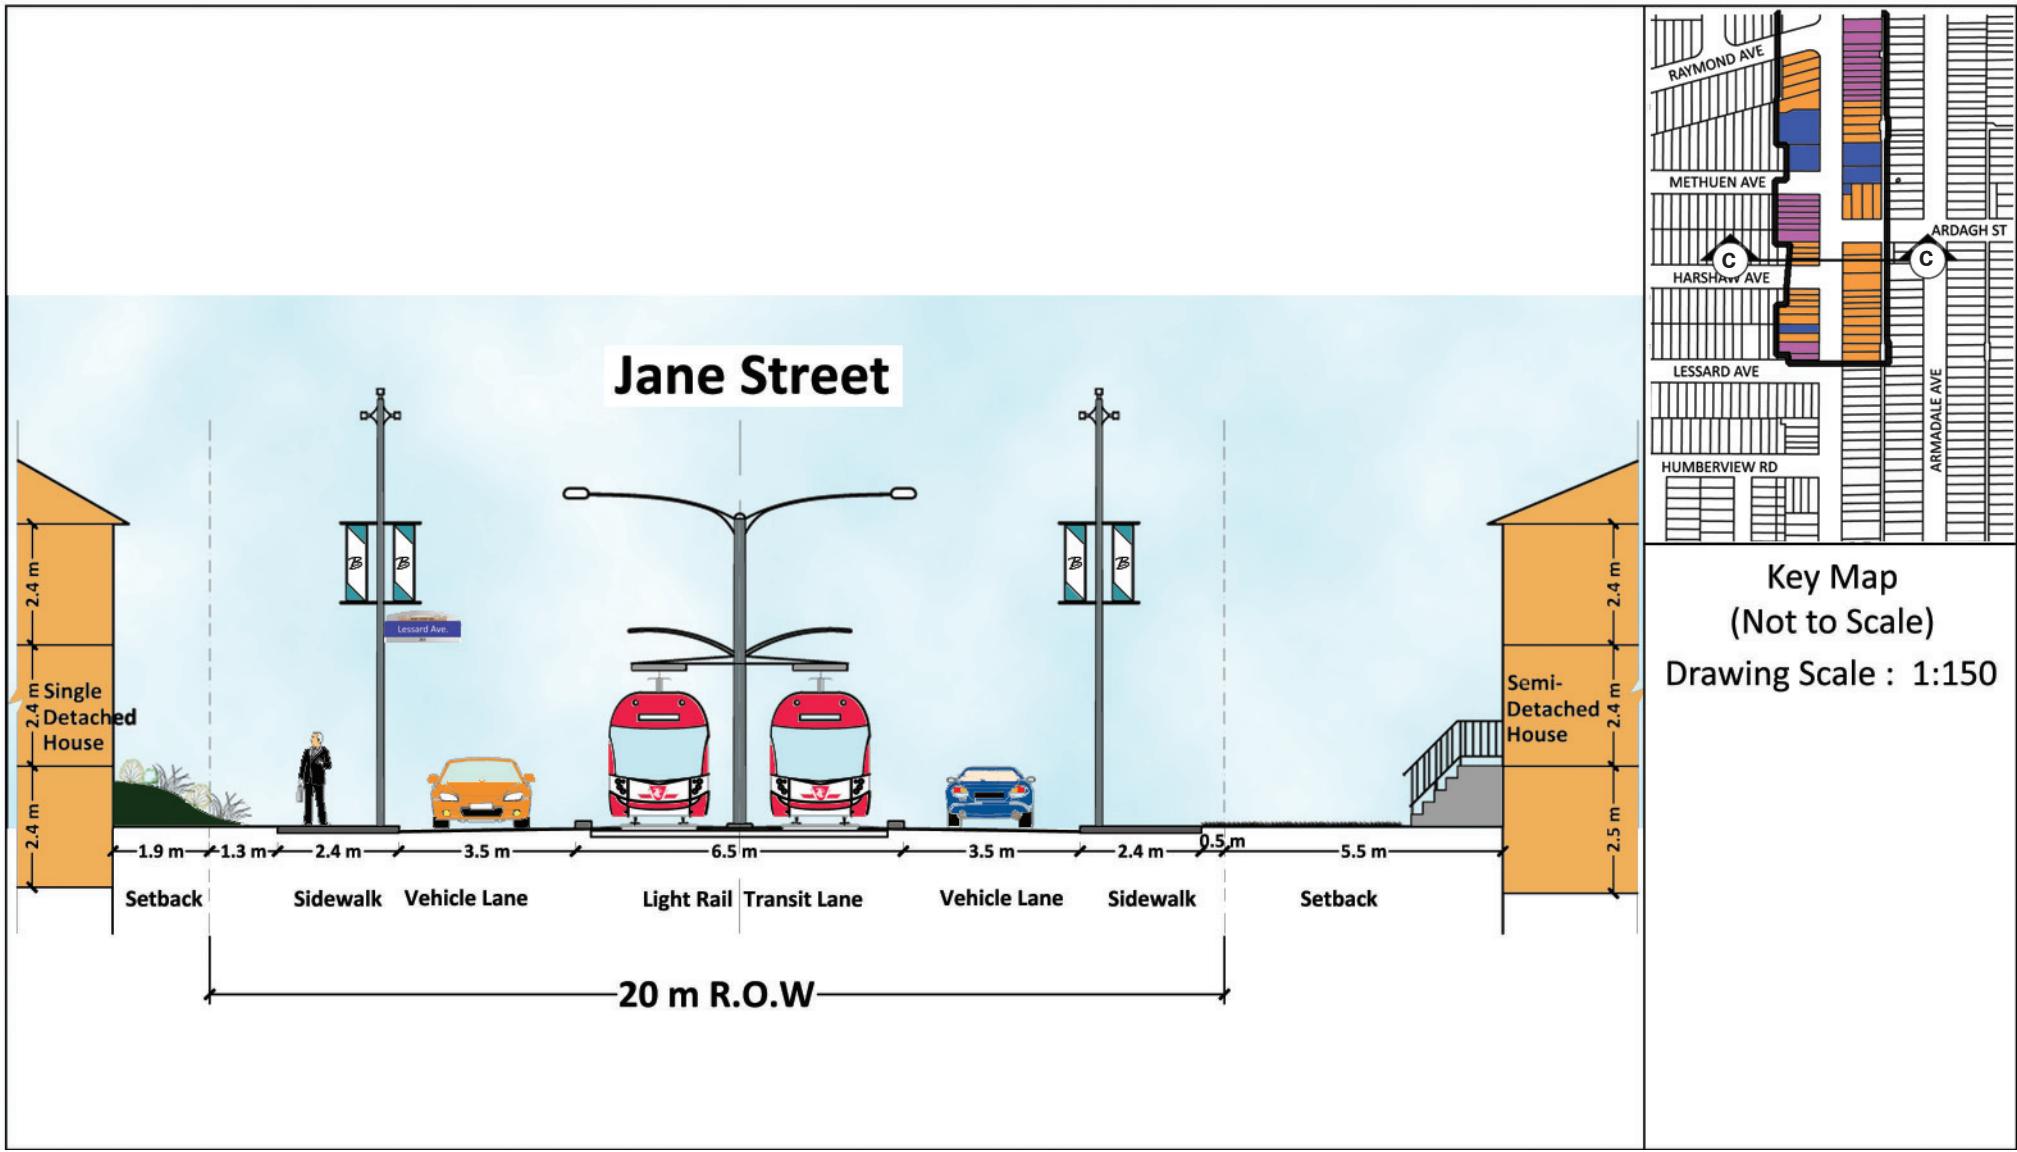 Jane Street
B
B
B
B
Lessard Ave.
2.4 m
2.4 m
2.4 m
Single
Detached
House
2.4 m
2.4 m
2.5 m
Semi-
Detached
House
1.9 m
1.3 m
2.4 m
3.5 m
6.5 m
3.5 m
2.4 m
0.5 m
5.5 m
Setback
Sidewalk
Vehicle Lane
Light Rail Transit Lane
Vehicle Lane
Sidewalk
Setback
20 m R.O.W
RAYMOND AVE
METHUEN AVE
ARDAGH ST
C
C
HARSHAW AVE
LESSARD AVE
ARMADALE AVE
HUMBERVIEW RD
Key Map
(Not to Scale)
Drawing Scale : 1:150